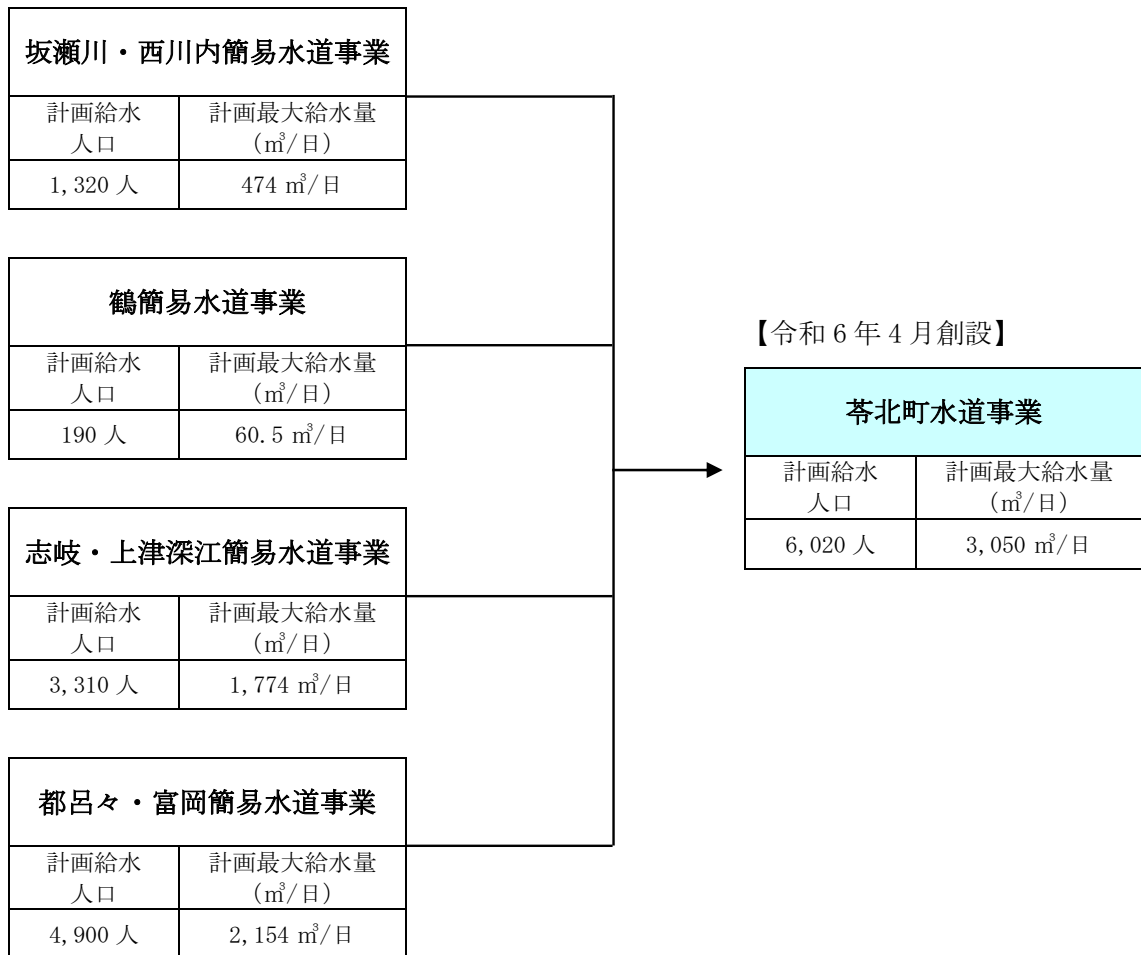 坂瀬川・西川内簡易水道事業
計画給水 計画最大給水量
人口 (㎥/日)
1,320 人 474 ㎥/日
鶴簡易水道事業
計画給水 計画最大給水量
人口 (㎥/日)
190 人 60.5 ㎥/日
志岐・上津深江簡易水道事業
計画給水 計画最大給水量
人口 (㎥/日)
3,310 人 1,774 ㎥/日
都呂々・富岡簡易水道事業
計画給水 計画最大給水量
人口 (㎥/日)
4,900 人 2,154 ㎥/日
【令和 6 年 4 月創設】
苓北町水道事業
計画給水 計画最大給水量
人口 (㎥/日)
6,020 人 3,050 ㎥/日